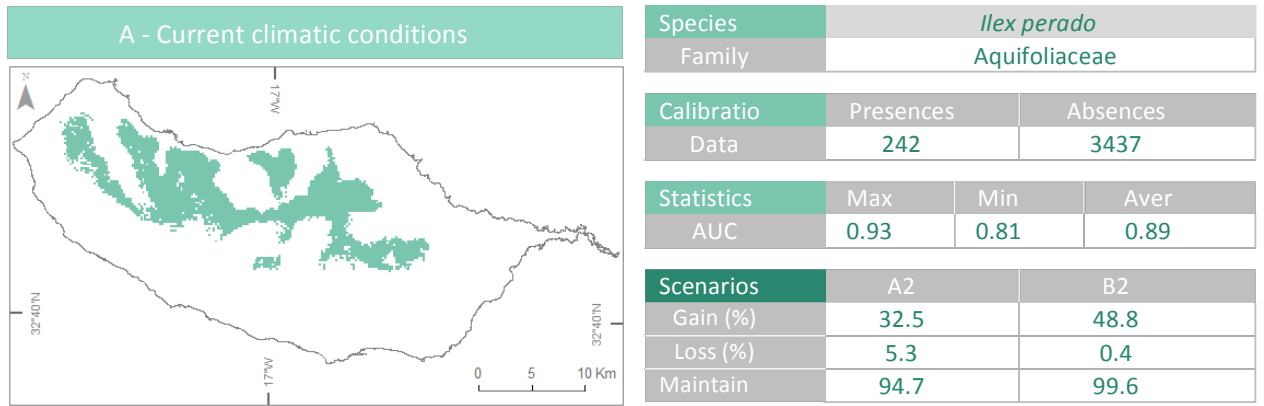 A - Current climatic conditions
N
17°W
32°40'N
32°40'N
17°W
0 5 10 Km
Species Ilex perado
Family Aquifoliaceae
Calibratio Presences Absences
Data 242 3437
Statistics Max Min Aver
AUC 0.93 0.81 0.89
Scenarios A2 B2
Gain (%) 32.5 48.8
Loss (%) 5.3 0.4
Maintain 94.7 99.6